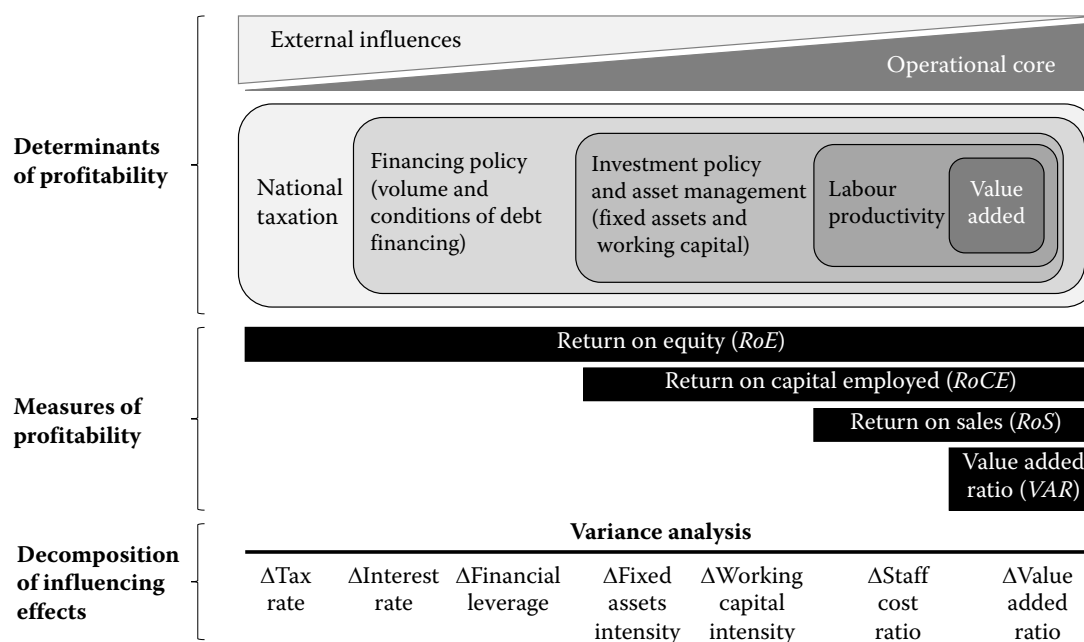 External influences
Operational core
Determinants
of profitability
National
taxation
Financing policy
(volume and
conditions of debt
financing)
Investment policy
and asset management
(fixed assets and
working capital)
Labour
productivity
Value
added
Measures of
profitability
Return on equity (RoE)
Return on capital employed (RoCE)
Return on sales (RoS)
Value added
ratio (VAR)
Decomposition
of influencing
effects
Variance analysis
ΔTax
rate
ΔInterest
rate
ΔFinancial
leverage
ΔFixed
assets
intensity
ΔWorking
capital
intensity
ΔStaff
cost
ratio
ΔValue
added
ratio